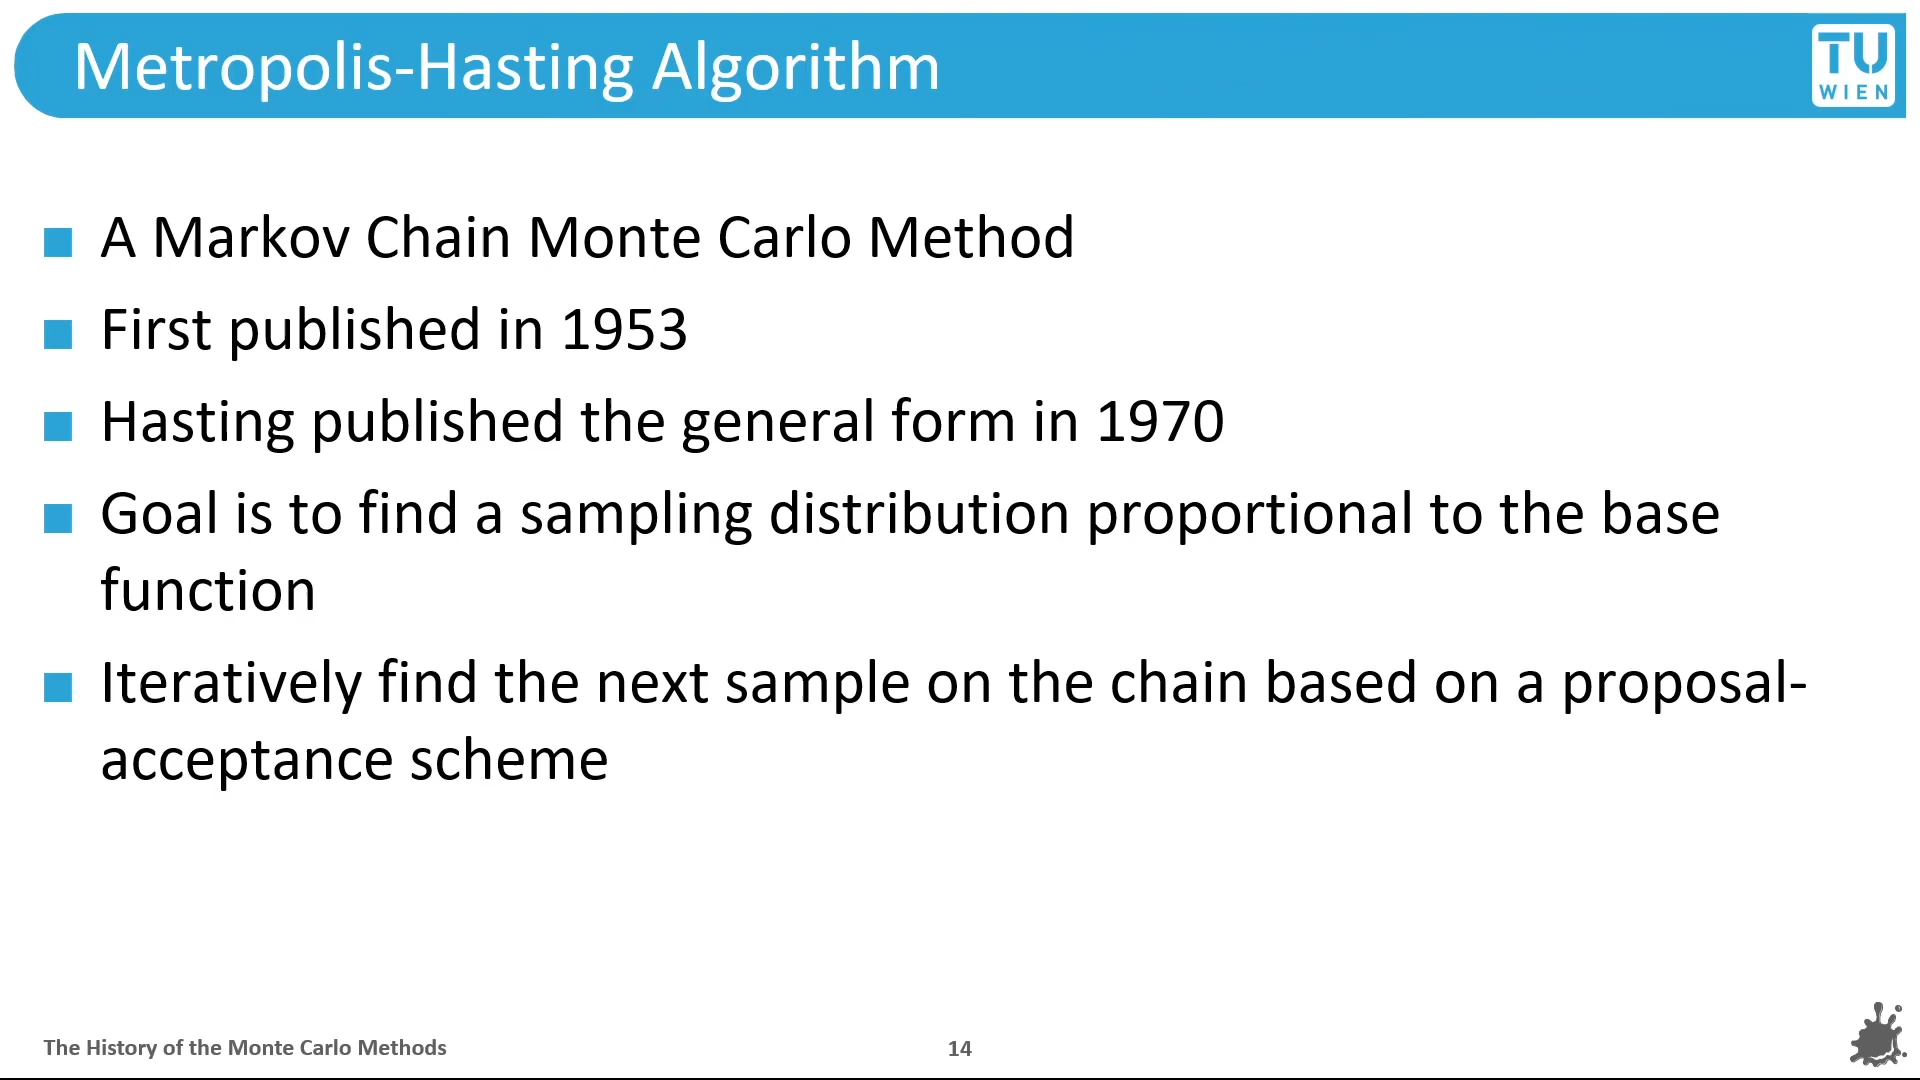 Metropolis-Hasting Algorithm
TU
WIEN
A Markov Chain Monte Carlo Method
First published in 1953
Hasting published the general form in 1970
Goal is to find a sampling distribution proportional to the base
function
Iteratively find the next sample on the chain based on a proposal-
acceptance scheme
The History of the Monte Carlo Methods
14